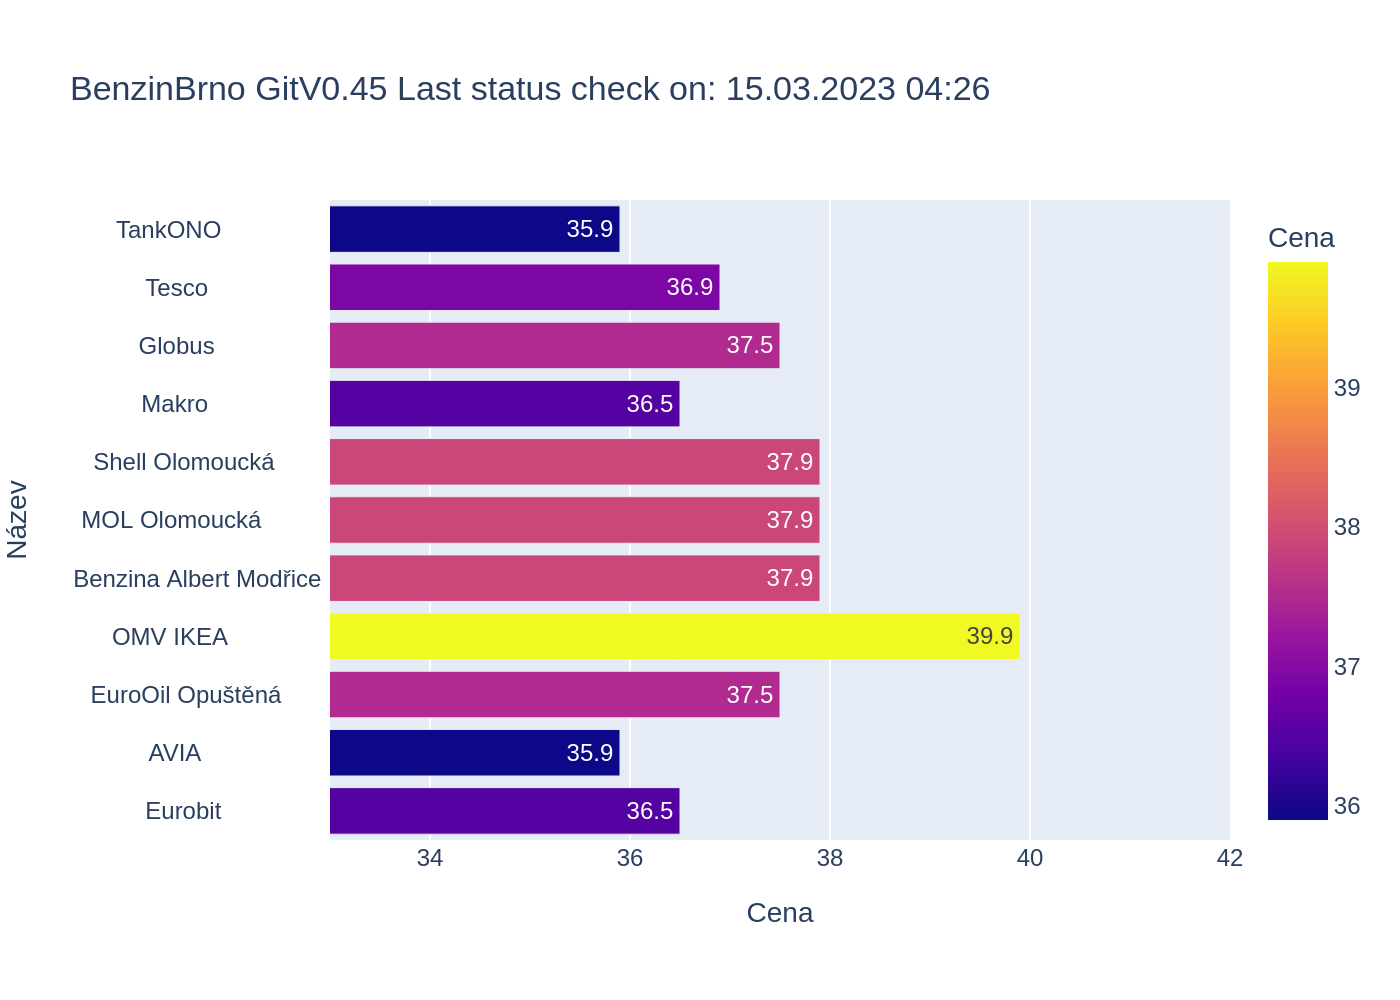 BenzinBrno GitV0.45 Last status check on: 15.03.2023 04:26
TankONO 35.9
Tesco 36.9
Globus 37.5
Makro 36.5
Shell Olomoucká 37.9
MOL Olomoucká 37.9
Benzina Albert Modřice 37.9
OMV IKEA 39.9
EuroOil Opuštěná 37.5
AVIA 35.9
Eurobit 36.5
Název
34 36 38 40 42
Cena
Cena
39
38
37
36